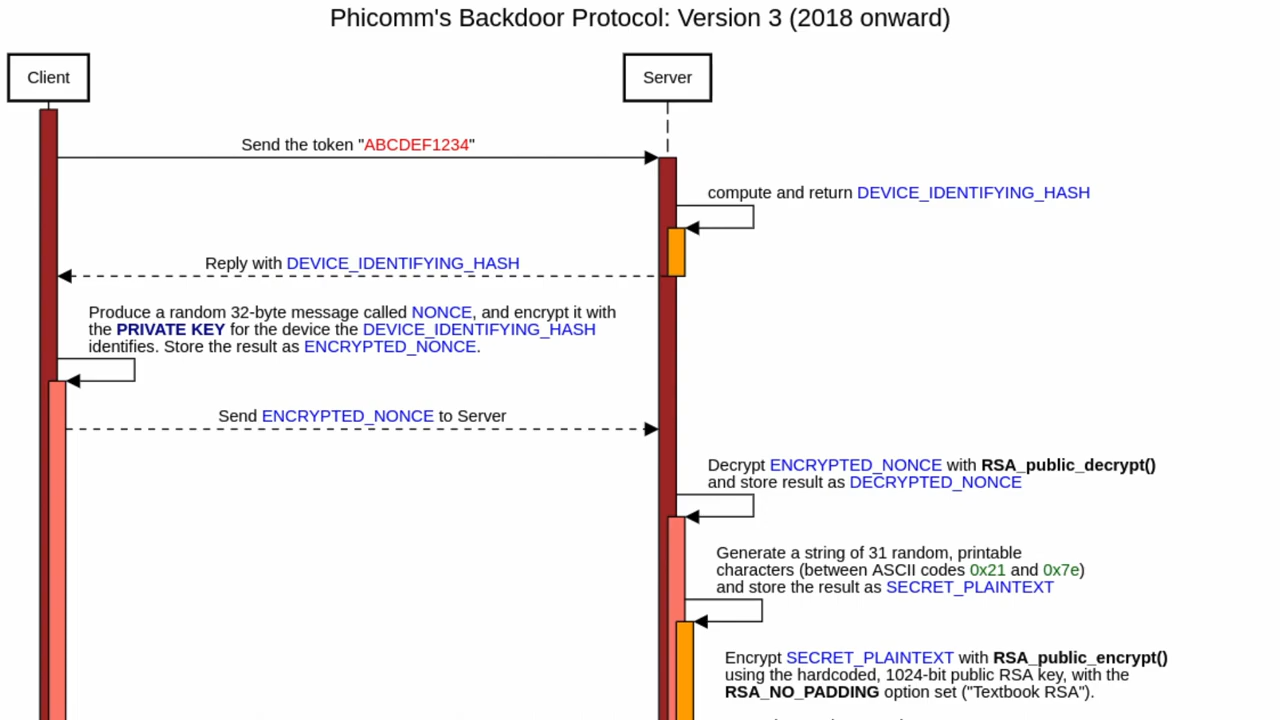 Phicomm's Backdoor Protocol: Version 3 (2018 onward)
Client
Server
Send the token "ABCDEF1234"
compute and return DEVICE_IDENTIFYING_HASH
Reply with DEVICE_IDENTIFYING_HASH
Produce a random 32-byte message called NONCE, and encrypt it with
the PRIVATE KEY for the device the DEVICE_IDENTIFYING_HASH
identifies. Store the result as ENCRYPTED_NONCE.
Send ENCRYPTED_NONCE to Server
Decrypt ENCRYPTED_NONCE with RSA_public_decrypt()
and store result as DECRYPTED_NONCE
Generate a string of 31 random, printable
characters (between ASCII codes 0x21 and 0x7e)
and store the result as SECRET_PLAINTEXT
Encrypt SECRET_PLAINTEXT with RSA_public_encrypt()
using the hardcoded, 1024-bit public RSA key, with the
RSA_NO_PADDING option set ("Textbook RSA").